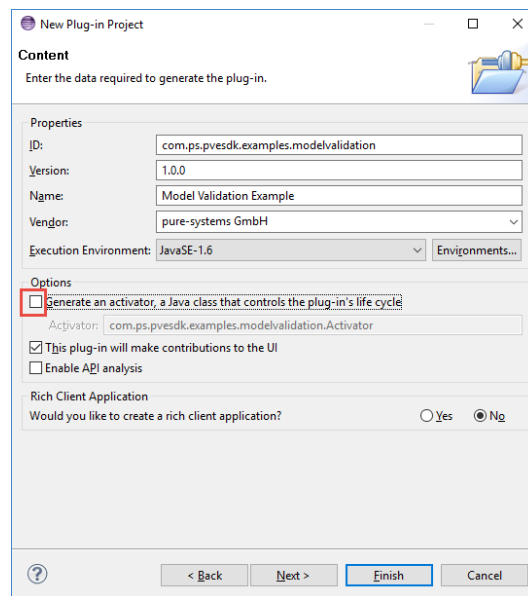 New Plug-in Project
Content
Enter the data required to generate the plug-in.
Properties
ID: com.ps.pvesdk.examples.modelvalidation
Version: 1.0.0
Name: Model Validation Example
Vendor: pure-systems GmbH
Execution Environment: JavaSE-1.6 Environments...
Options
Generate an activator, a Java class that controls the plug-in's life cycle
Activator: com.ps.pvesdk.examples.modelvalidation.Activator
This plug-in will make contributions to the UI
Enable API analysis
Rich Client Application
Would you like to create a rich client application? Yes No
? < Back Next > Finish Cancel